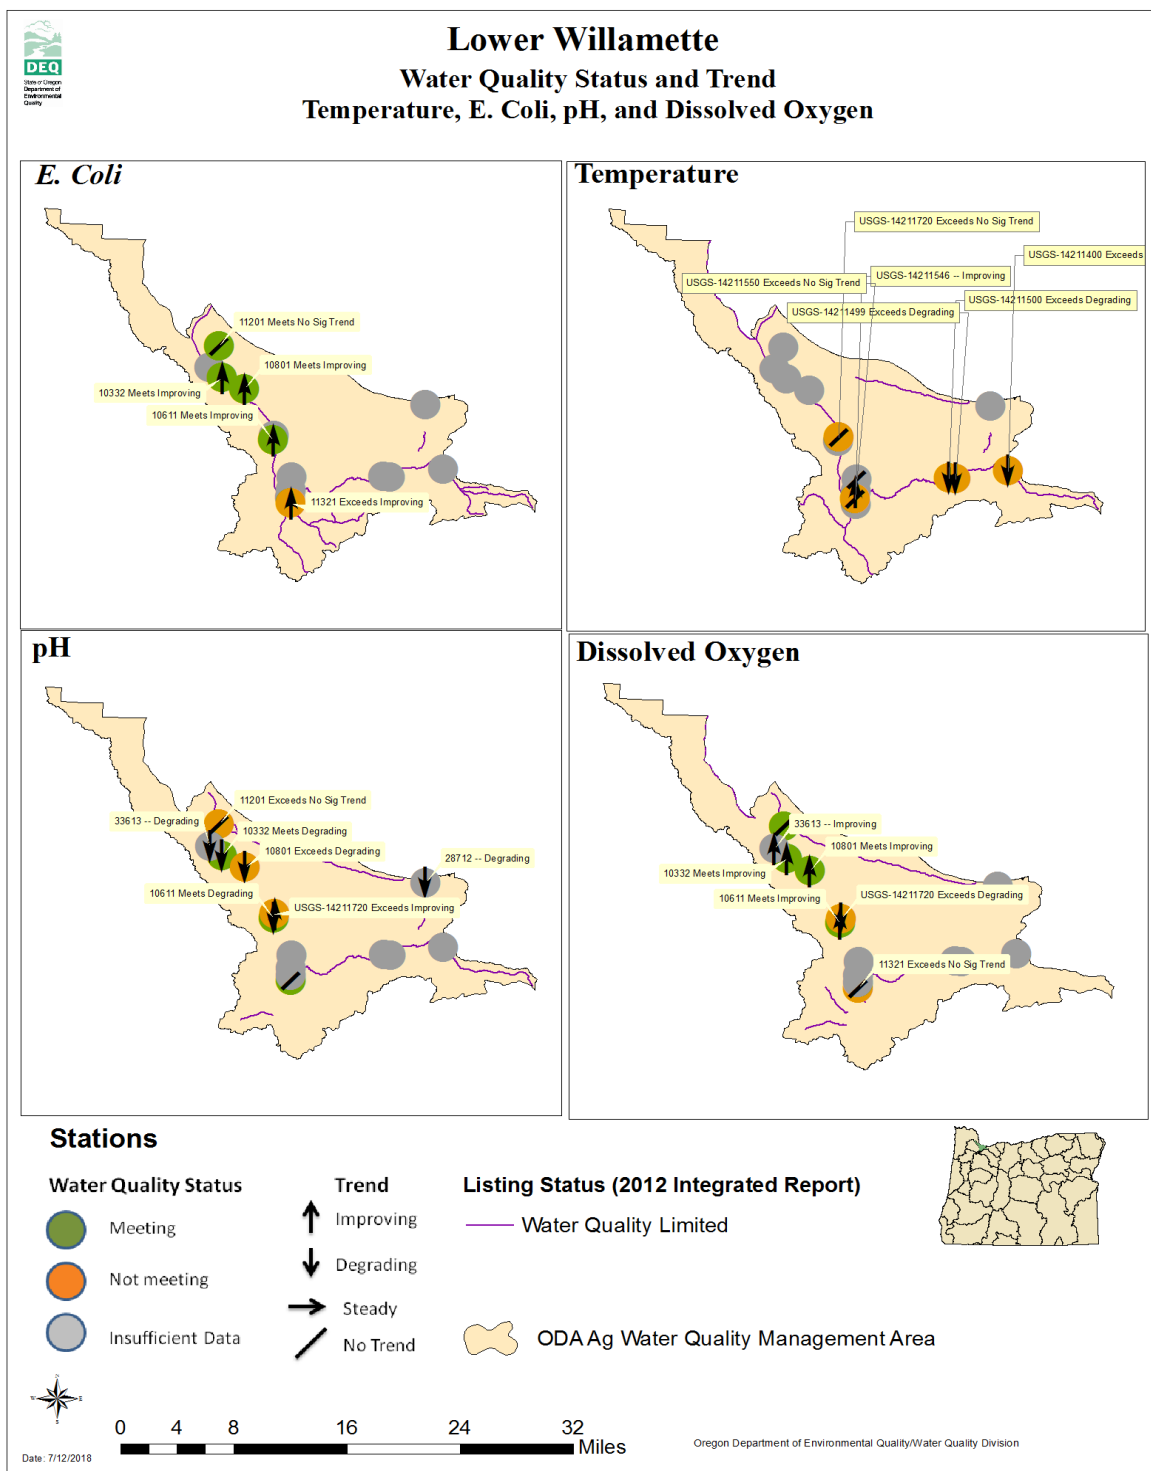 DEQ
State of Oregon
Department of
Environmental
Quality
Lower Willamette
Water Quality Status and Trend
Temperature, E. Coli, pH, and Dissolved Oxygen
E. Coli
11201 Meets No Sig Trend
10801 Meets Improving
10332 Meets Improving
10611 Meets Improving
11321 Exceeds Improving
Temperature
USGS-14211720 Exceeds No Sig Trend
USGS-14211400 Exceeds
USGS-14211546 -- Improving
USGS-14211550 Exceeds No Sig Trend
USGS-14211500 Exceeds Degrading
USGS-14211499 Exceeds Degrading
pH
11201 Exceeds No Sig Trend
33613 -- Degrading
10332 Meets Degrading
10801 Exceeds Degrading
28712 -- Degrading
10611 Meets Degrading
USGS-14211720 Exceeds Improving
Dissolved Oxygen
33613 -- Improving
10801 Meets Improving
10332 Meets Improving
10611 Meets Improving
USGS-14211720 Exceeds Degrading
11321 Exceeds No Sig Trend
Stations
Water Quality Status
Meeting
Not meeting
Insufficient Data
Trend
Improving
Degrading
Steady
No Trend
Listing Status (2012 Integrated Report)
Water Quality Limited
ODA Ag Water Quality Management Area
N
W E
S
0 4 8 16 24 32
Miles
Date: 7/12/2018
Oregon Department of Environmental Quality/Water Quality Division